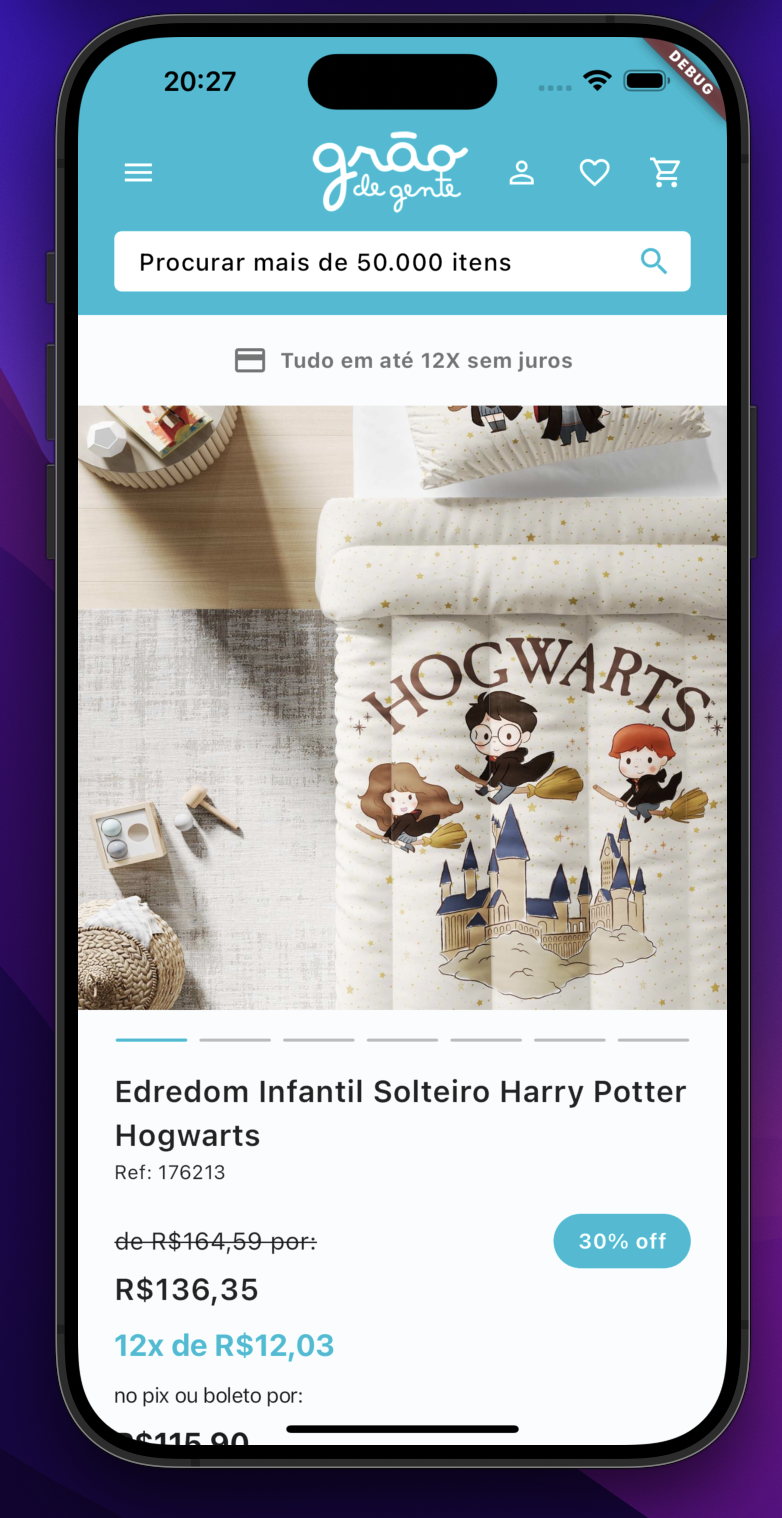 20:27
DEBUG
grão
de gente
Procurar mais de 50.000 itens
Tudo em até 12X sem juros
HOGWARTS
Edredom Infantil Solteiro Harry Potter
Hogwarts
Ref: 176213
de R$164,59 por:
30% off
R$136,35
12x de R$12,03
no pix ou boleto por:
R$115,90